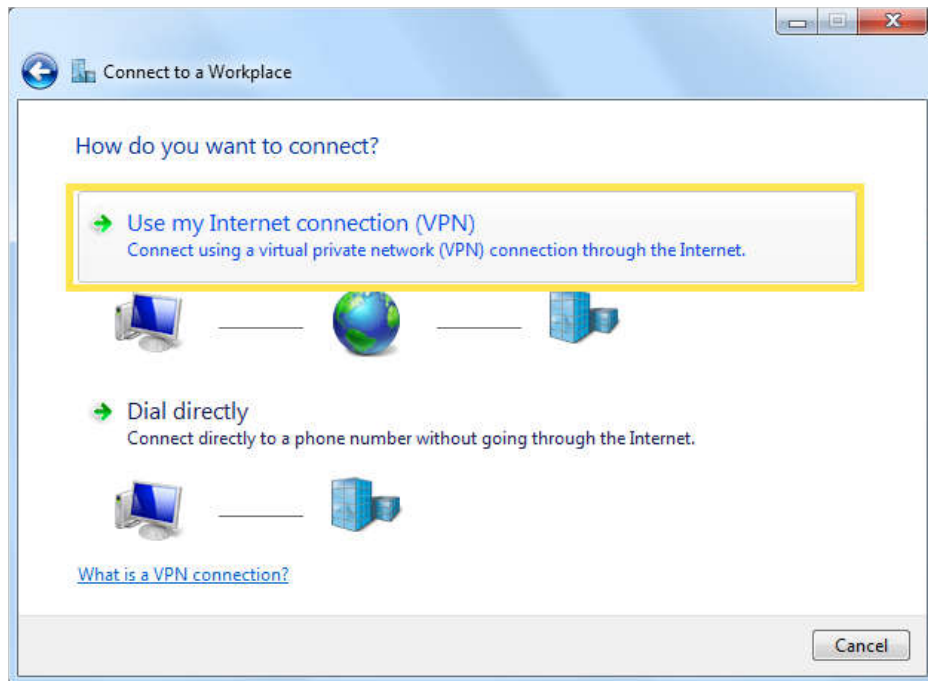 Connect to a Workplace
How do you want to connect?
Use my Internet connection (VPN)
Connect using a virtual private network (VPN) connection through the Internet.
Dial directly
Connect directly to a phone number without going through the Internet.
What is a VPN connection?
Cancel